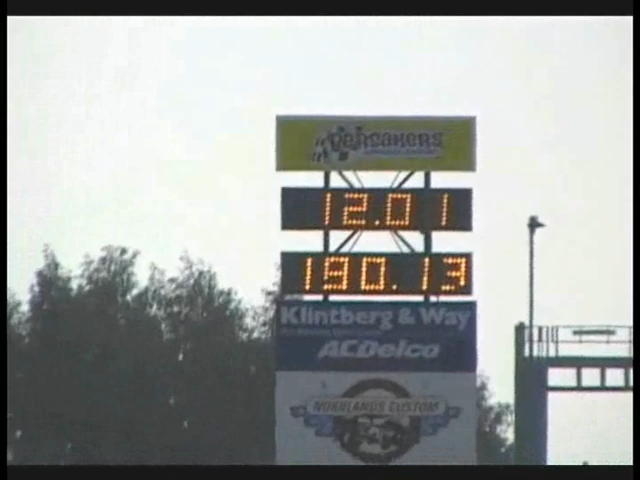 12.01
190.13
Klintberg & Way
ACDelco
NORRLANDS CUSTOM